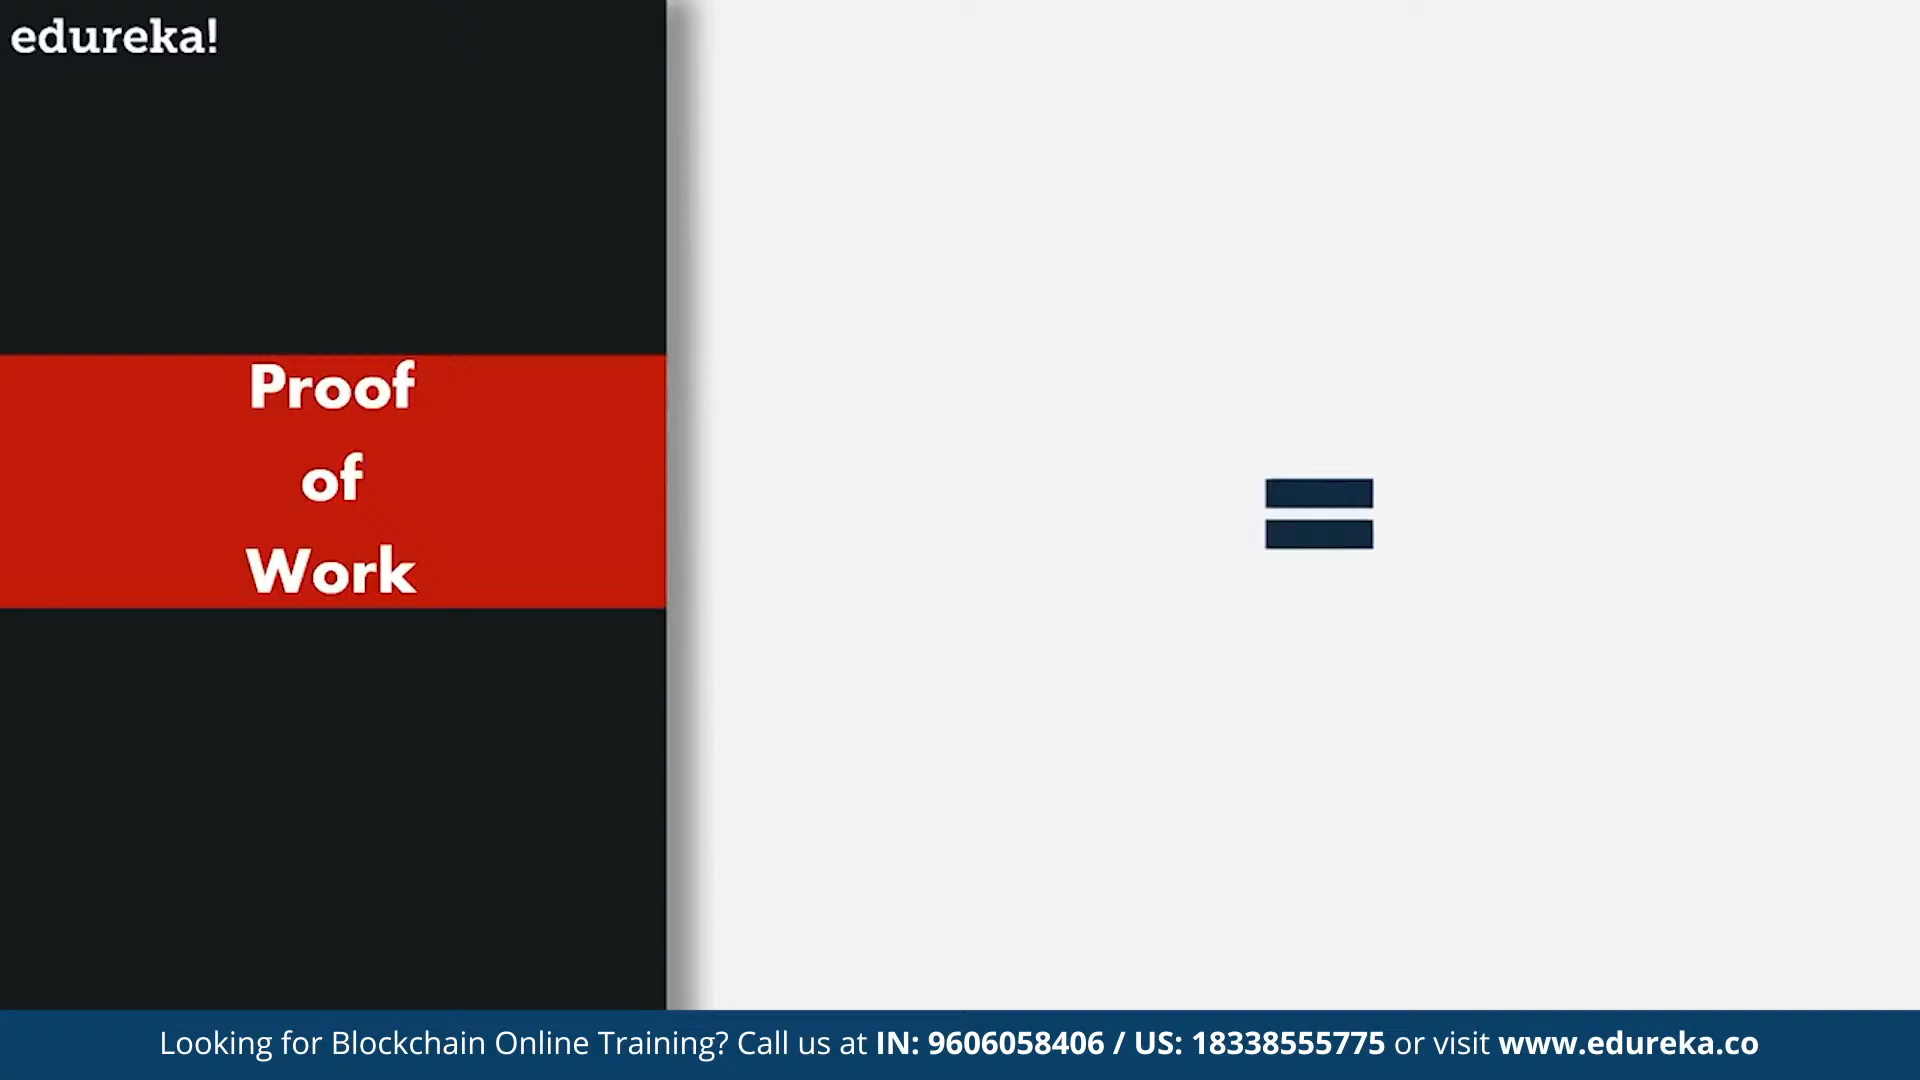 edureka!
Proof
of
Work
=
Looking for Blockchain Online Training? Call us at IN: 9606058406 / US: 18338555775 or visit www.edureka.co